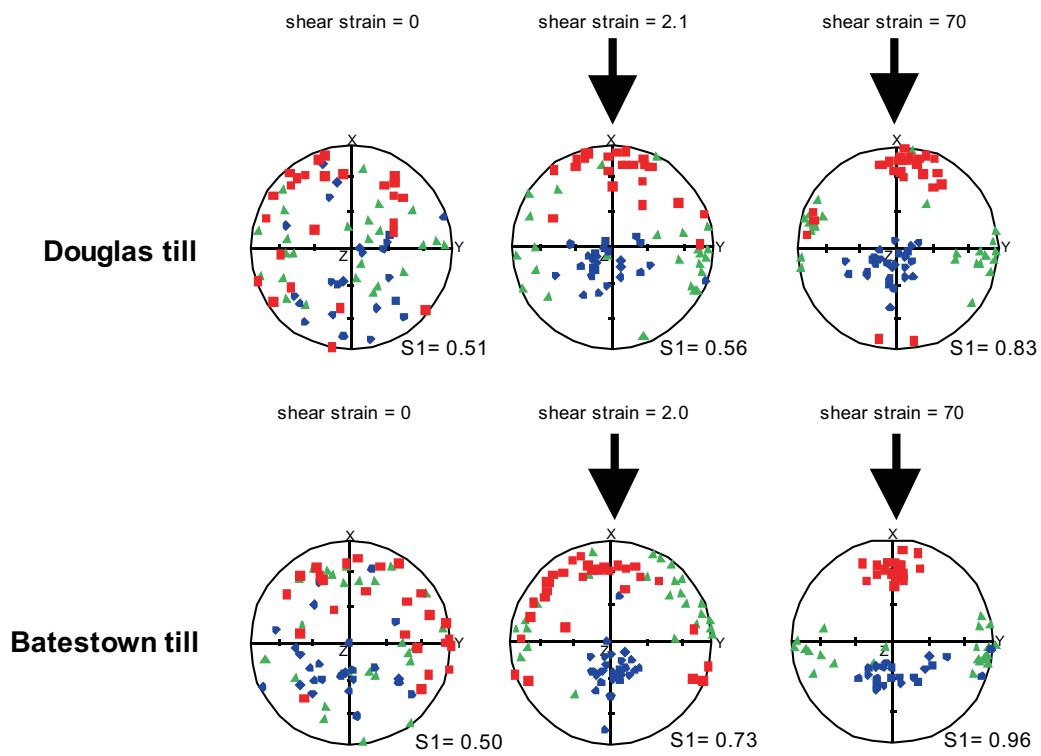 shear strain = 0 shear strain = 2.1 shear strain = 70
X X X
Douglas till
Z Y Z Y Z Y
S1= 0.51 S1= 0.56 S1= 0.83
shear strain = 0 shear strain = 2.0 shear strain = 70
X X X
Batestown till
Z Y Z Y Z Y
S1= 0.50 S1= 0.73 S1= 0.96